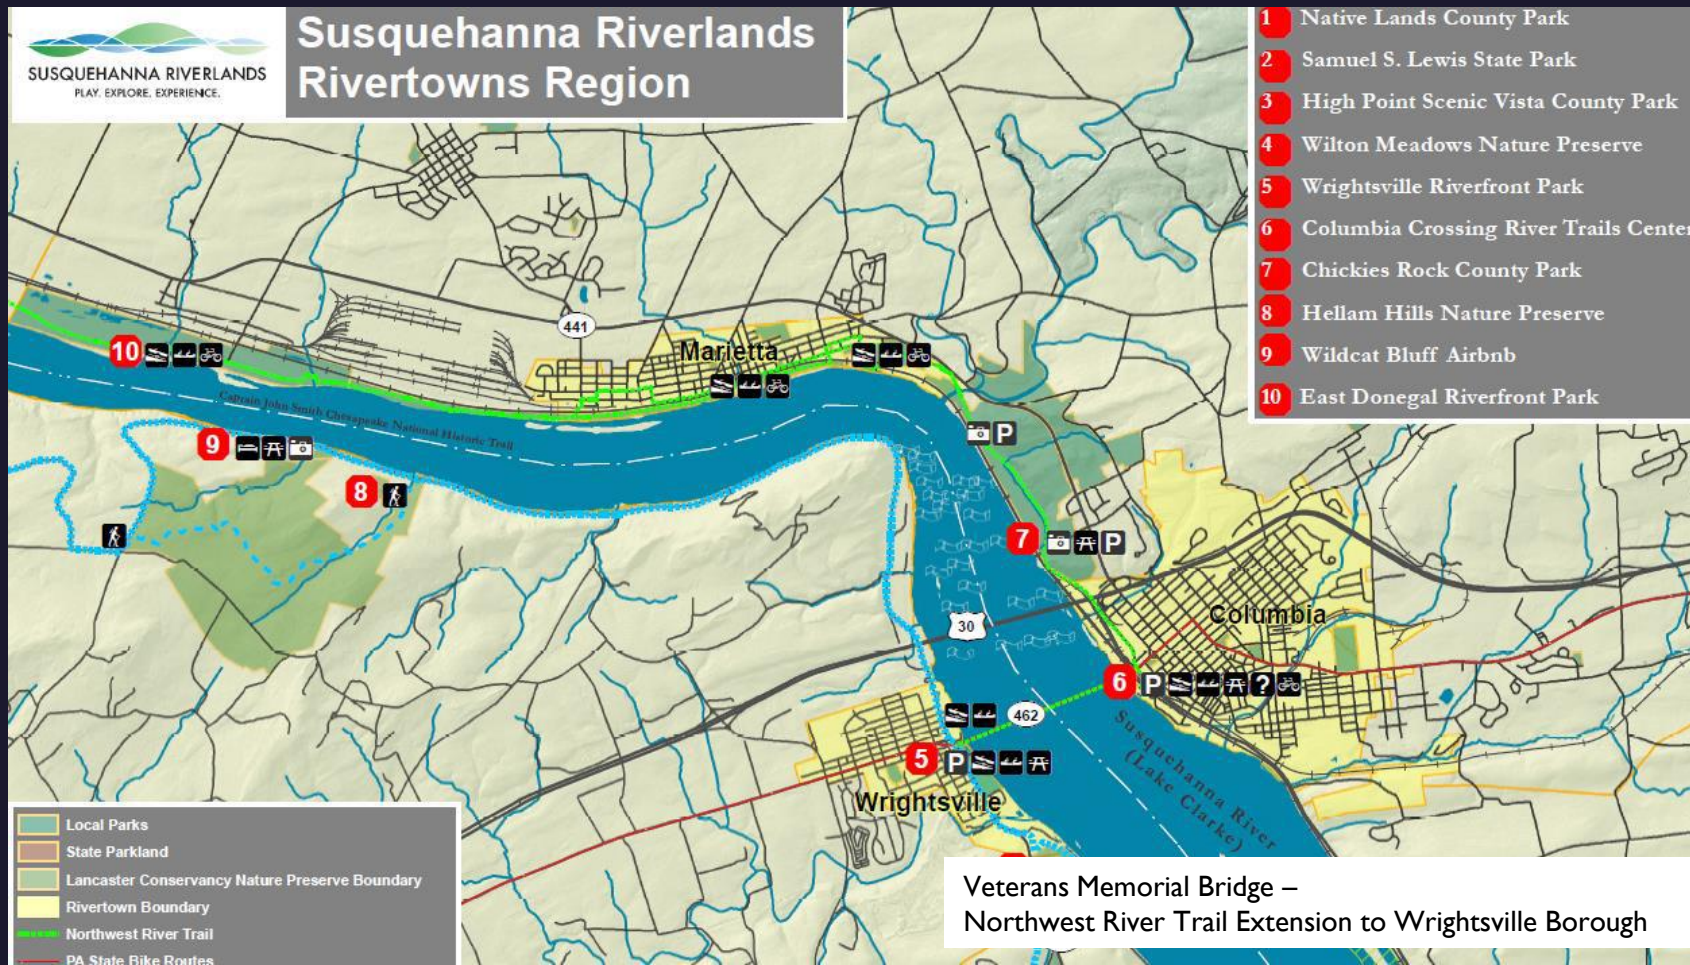 SUSQUEHANNA RIVERLANDS
PLAY. EXPLORE. EXPERIENCE.
Susquehanna Riverlands
Rivertowns Region
1 Native Lands County Park
2 Samuel S. Lewis State Park
3 High Point Scenic Vista County Park
4 Wilton Meadows Nature Preserve
5 Wrightsville Riverfront Park
6 Columbia Crossing River Trails Center
7 Chickies Rock County Park
8 Hellam Hills Nature Preserve
9 Wildcat Bluff Airbnb
10 East Donegal Riverfront Park
441
Marietta
10
Captain John Smith Chesapeake National Historic Trail
9
P
8
7 P
Columbia
30
6 P ?
462
5 P
Susquehanna River
(Lake Clarke)
Wrightsville
Local Parks
State Parkland
Lancaster Conservancy Nature Preserve Boundary
Rivertown Boundary
Northwest River Trail
PA State Bike Routes
Veterans Memorial Bridge –
Northwest River Trail Extension to Wrightsville Borough